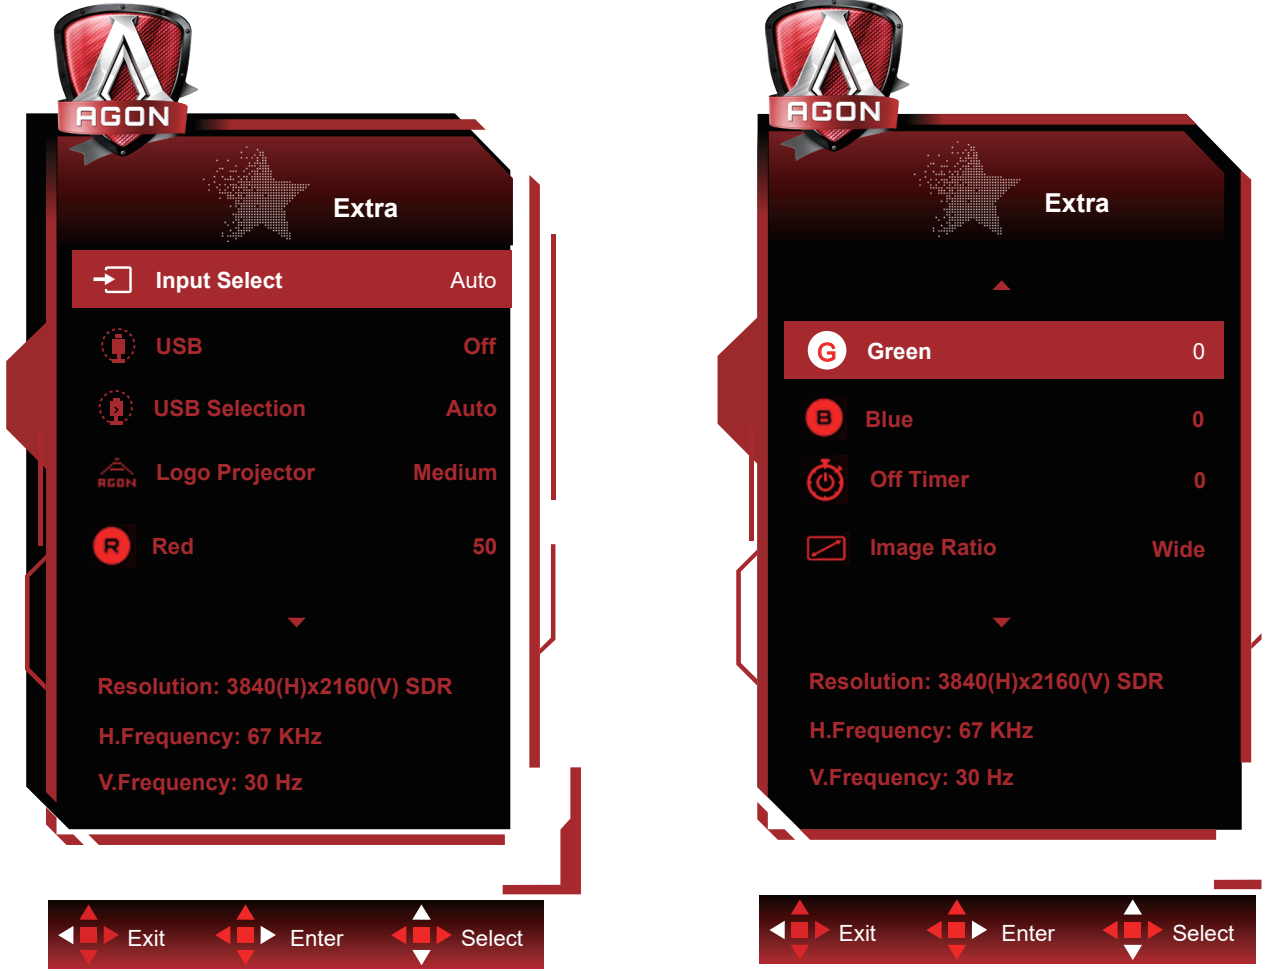 AGON
Extra
Input Select Auto
USB Off
USB Selection Auto
AGON Logo Projector Medium
R Red 50
Resolution: 3840(H)x2160(V) SDR
H.Frequency: 67 KHz
V.Frequency: 30 Hz
Exit Enter Select
AGON
Extra
G Green 0
B Blue 0
Off Timer 0
Image Ratio Wide
Resolution: 3840(H)x2160(V) SDR
H.Frequency: 67 KHz
V.Frequency: 30 Hz
Exit Enter Select